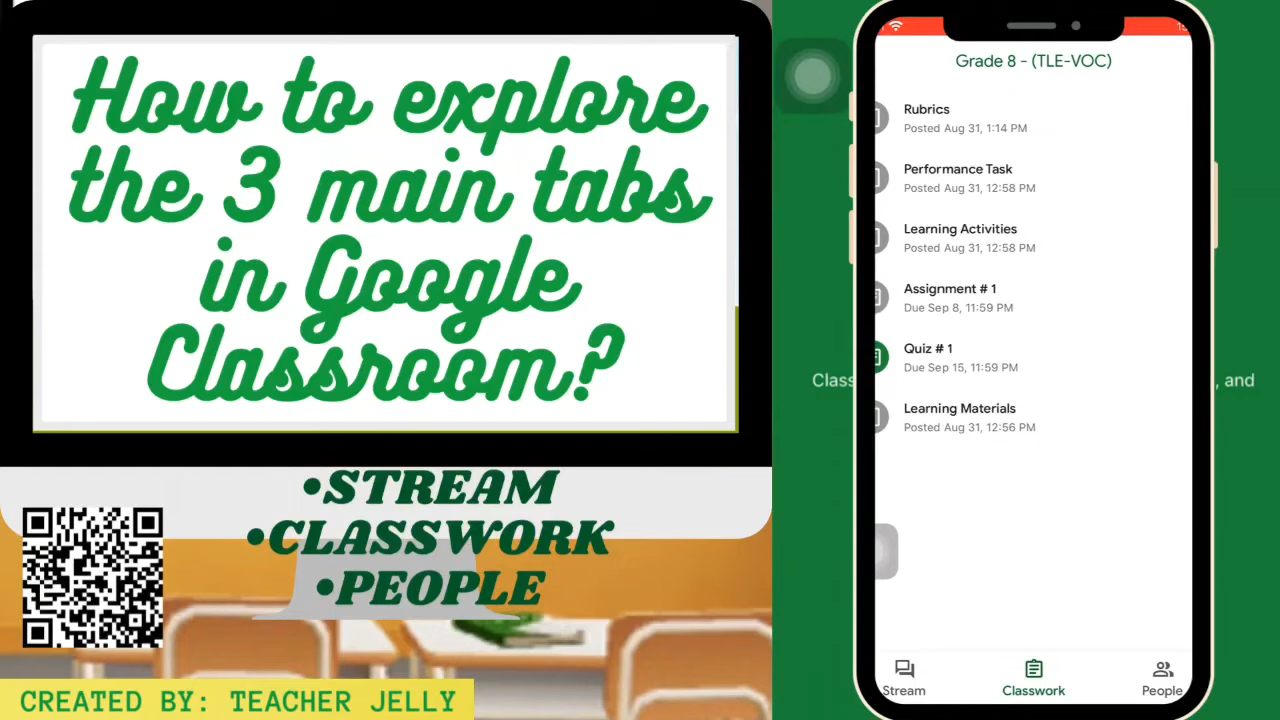 How to explore
the 3 main tabs
in Google
Classroom?
•STREAM
•CLASSWORK
•PEOPLE
CREATED BY: TEACHER JELLY
Grade 8 - (TLE-VOC)
Rubrics
Posted Aug 31, 1:14 PM
Performance Task
Posted Aug 31, 12:58 PM
Learning Activities
Posted Aug 31, 12:58 PM
Assignment # 1
Due Sep 8, 11:59 PM
Quiz # 1
Due Sep 15, 11:59 PM
Learning Materials
Posted Aug 31, 12:56 PM
Class
, and
Stream
Classwork
People